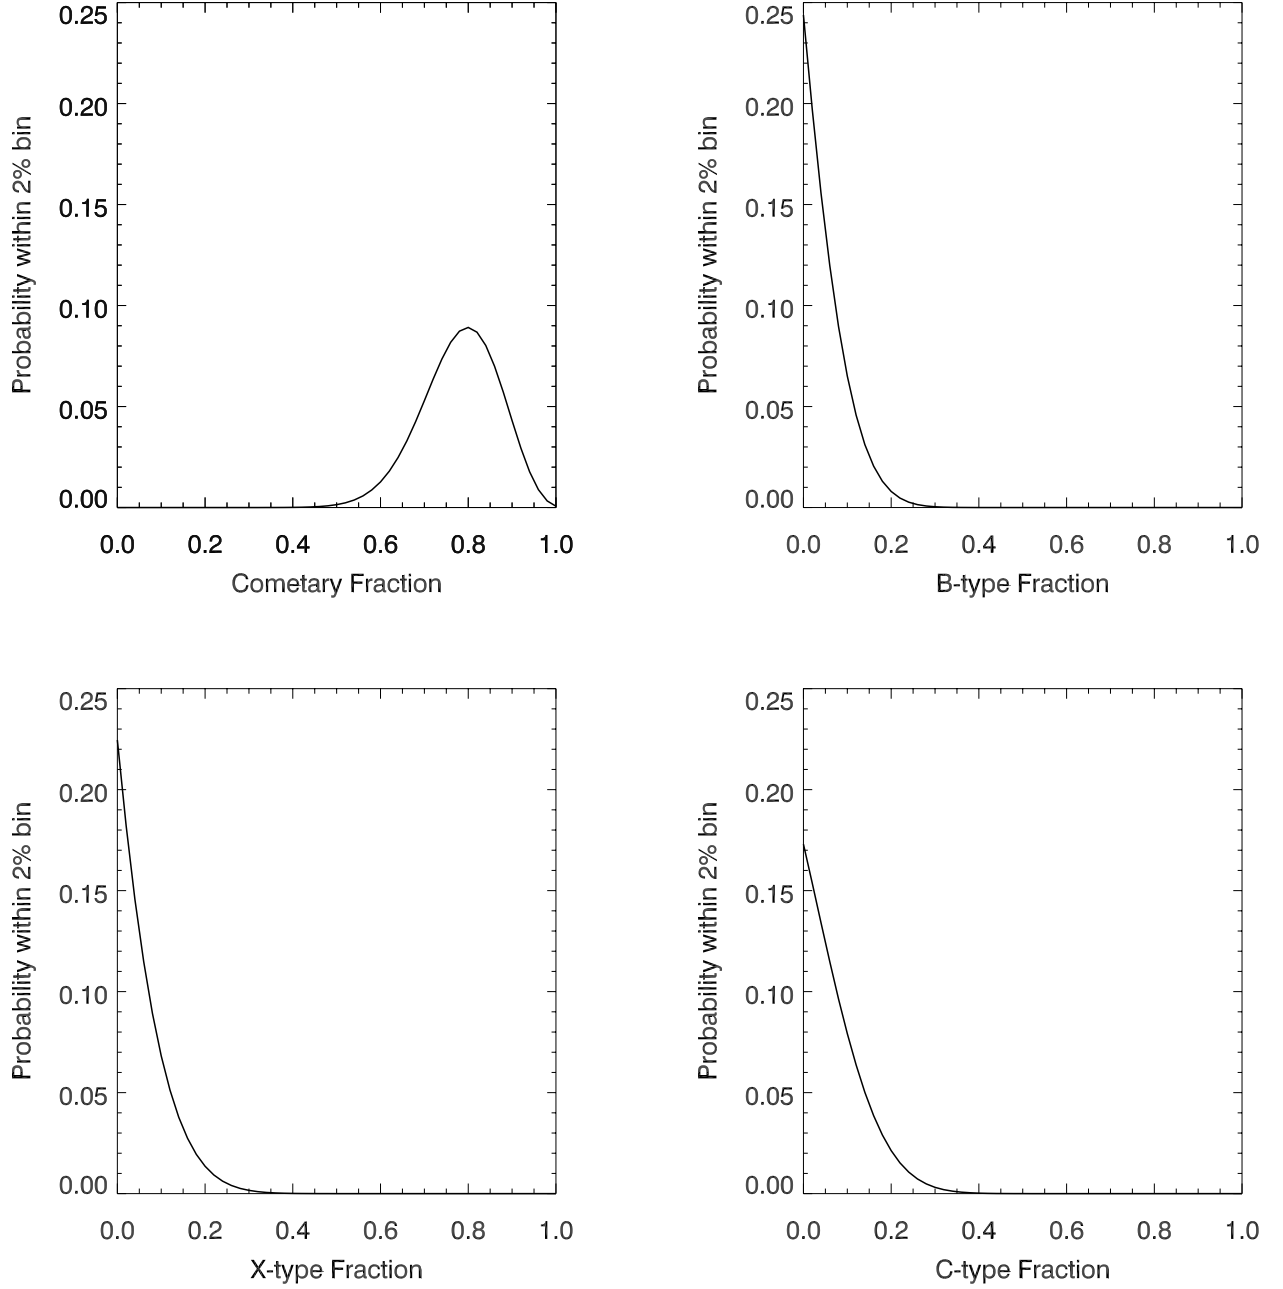 0.25
0.20
0.15
0.10
0.05
0.00
Probability within 2% bin
0.0 0.2 0.4 0.6 0.8 1.0
Cometary Fraction
0.25
0.20
0.15
0.10
0.05
0.00
Probability within 2% bin
0.0 0.2 0.4 0.6 0.8 1.0
B-type Fraction
0.25
0.20
0.15
0.10
0.05
0.00
Probability within 2% bin
0.0 0.2 0.4 0.6 0.8 1.0
X-type Fraction
0.25
0.20
0.15
0.10
0.05
0.00
Probability within 2% bin
0.0 0.2 0.4 0.6 0.8 1.0
C-type Fraction